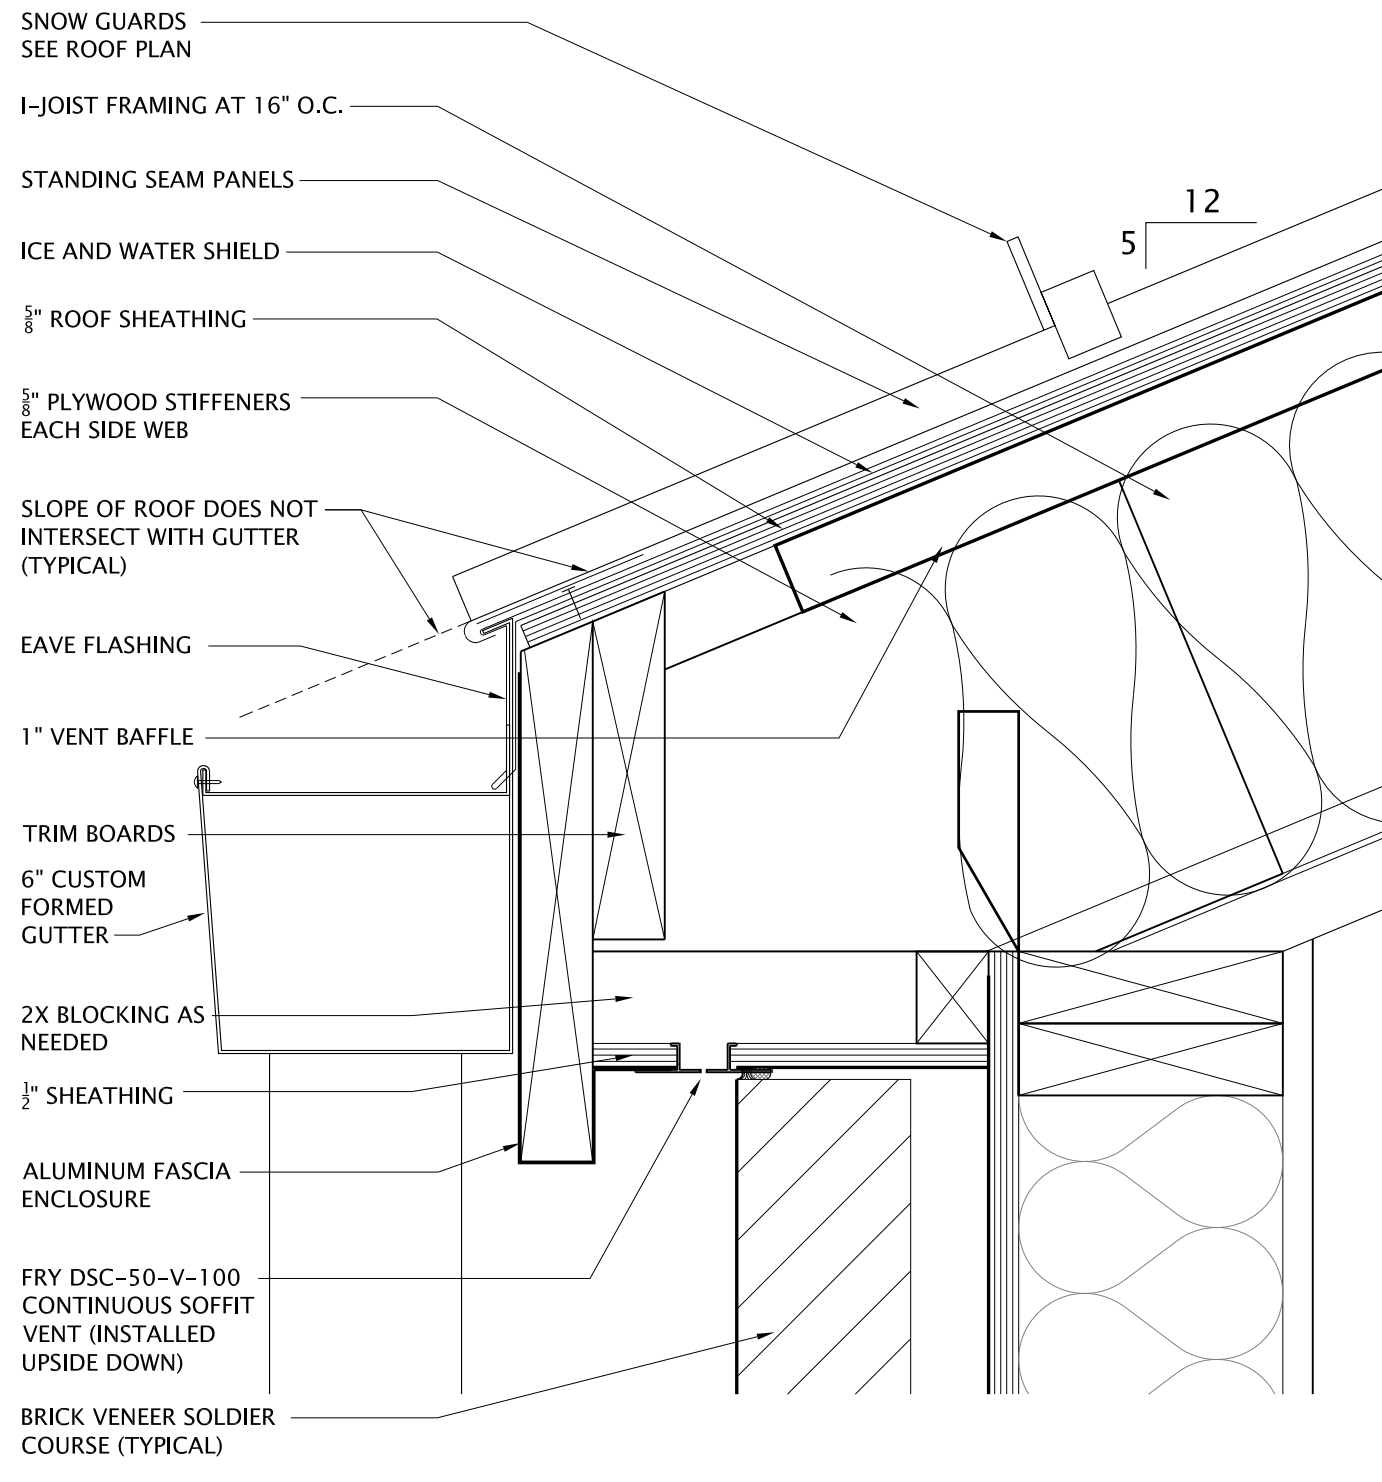 SNOW GUARDS
SEE ROOF PLAN
I-JOIST FRAMING AT 16" O.C.
STANDING SEAM PANELS
12
5
ICE AND WATER SHIELD
5/8" ROOF SHEATHING
5/8" PLYWOOD STIFFENERS
EACH SIDE WEB
SLOPE OF ROOF DOES NOT
INTERSECT WITH GUTTER
(TYPICAL)
EAVE FLASHING
1" VENT BAFFLE
TRIM BOARDS
6" CUSTOM
FORMED
GUTTER
2X BLOCKING AS
NEEDED
1/2" SHEATHING
ALUMINUM FASCIA
ENCLOSURE
FRY DSC-50-V-100
CONTINUOUS SOFFIT
VENT (INSTALLED
UPSIDE DOWN)
BRICK VENEER SOLDIER
COURSE (TYPICAL)